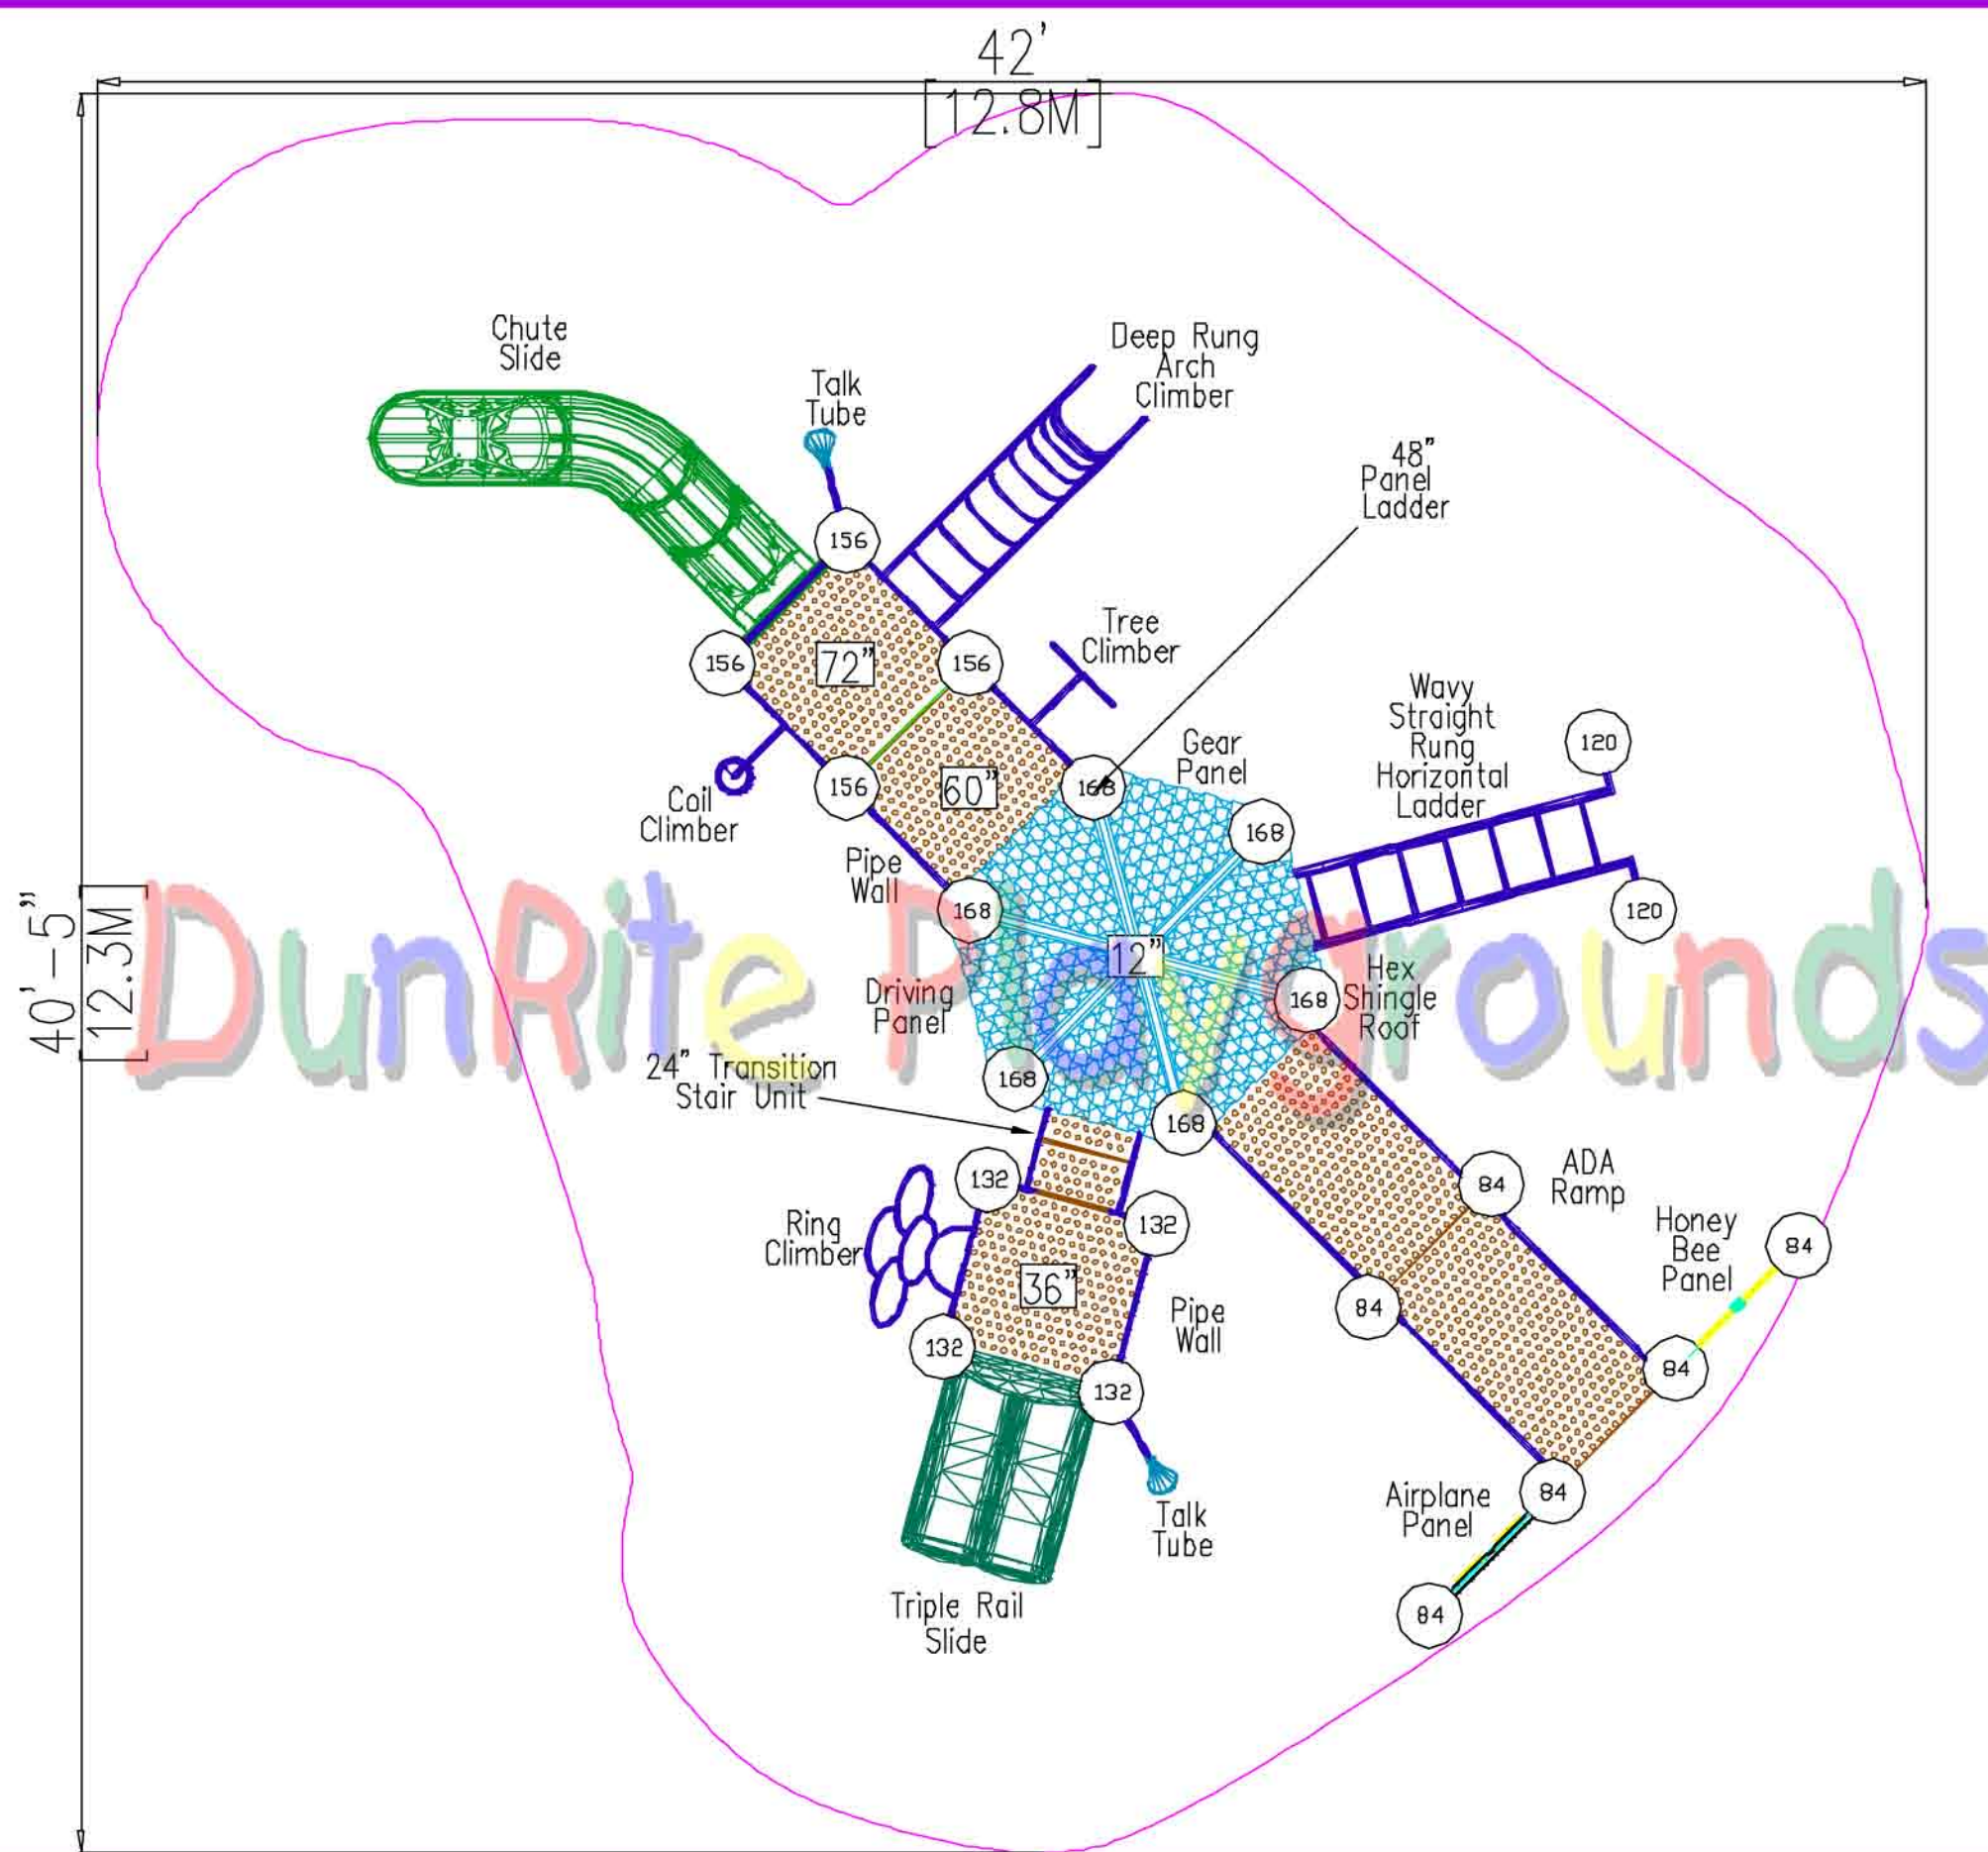 42'
[12.8M]
Chute
Slide
Talk
Tube
Deep Rung
Arch
Climber
48"
Panel
Ladder
156
156
72"
156
Tree
Climber
Wavy
Straight
Rung
Horizontal
Ladder
120
Coil
Climber
156
60"
168
Gear
Panel
168
120
Pipe
Wall
168
40'-5"
[12.3M]
DunRite Playgrounds
12"
168
Hex
Shingle
Roof
Driving
Panel
24" Transition
Stair Unit
168
168
132
132
84
ADA
Ramp
Ring
Climber
36"
Honey
Bee
Panel
84
84
Pipe
Wall
132
132
84
Airplane
Panel
84
84
Talk
Tube
Triple Rail
Slide